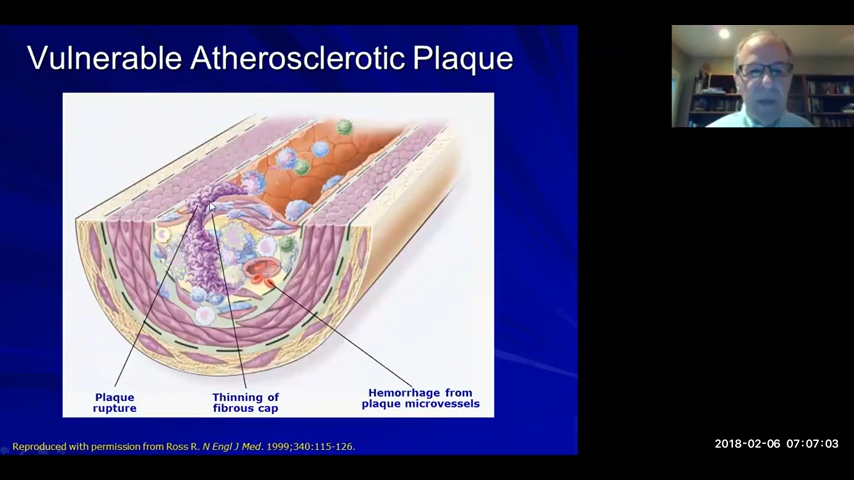 Vulnerable Atherosclerotic Plaque
Plaque
rupture
Thinning of
fibrous cap
Hemorrhage from
plaque microvessels
Reproduced with permission from Ross R. N Engl J Med. 1999;340:115-126.
2018-02-06 07:07:03